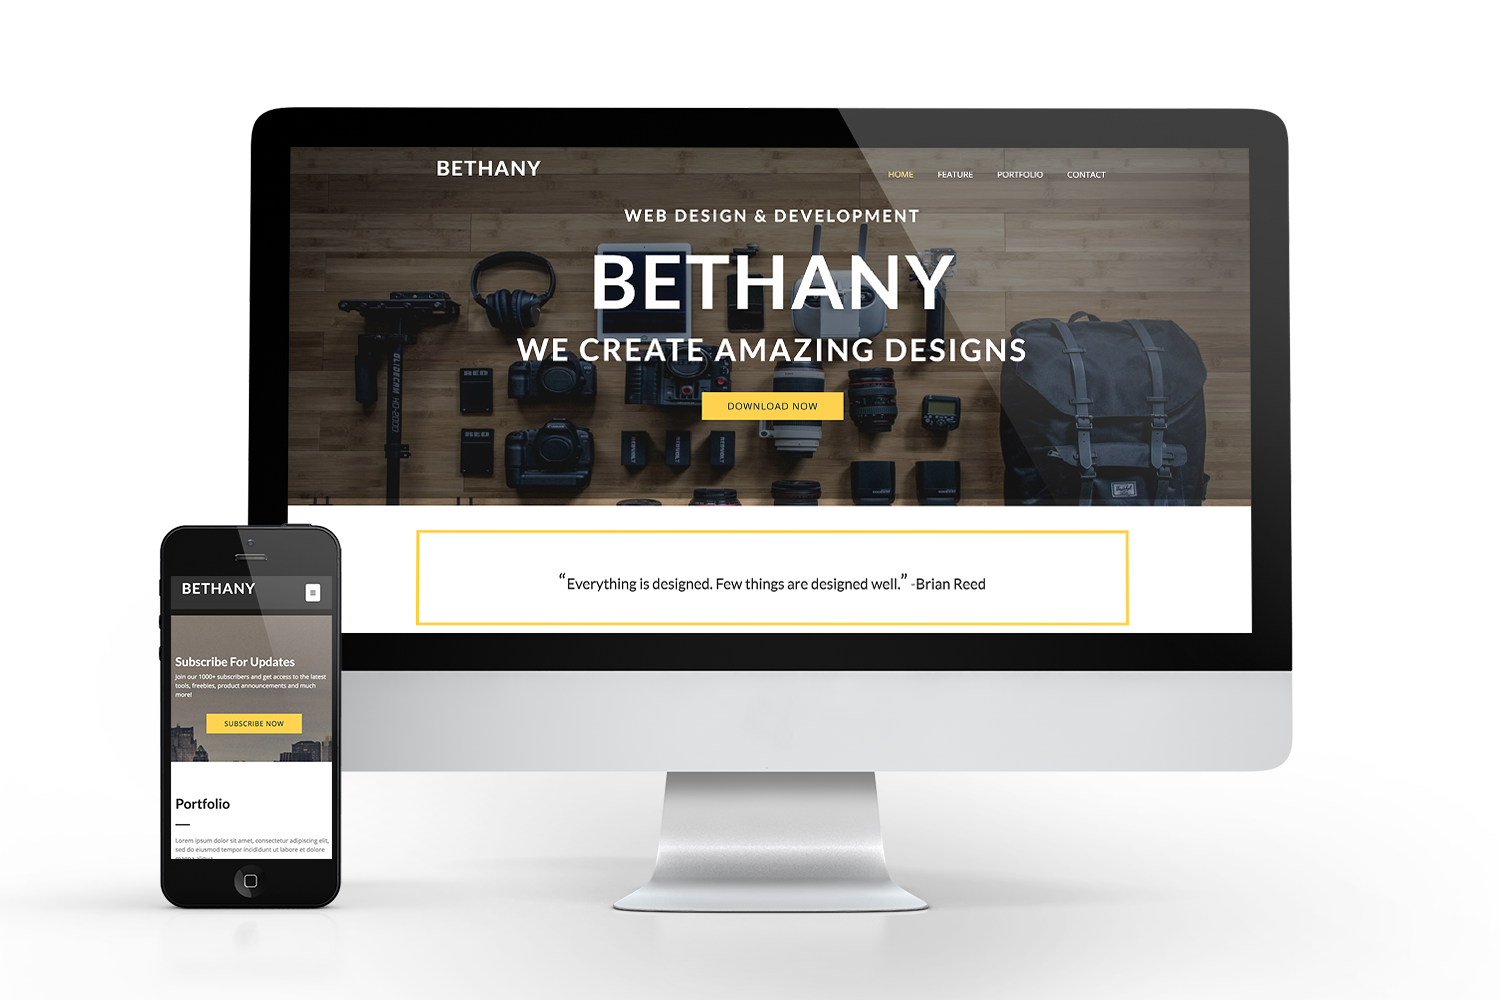 BETHANY
HOME FEATURE PORTFOLIO CONTACT
WEB DESIGN & DEVELOPMENT
BETHANY
WE CREATE AMAZING DESIGNS
DOWNLOAD NOW
GLIDECAM HD-2000
“Everything is designed. Few things are designed well.” -Brian Reed
BETHANY
Subscribe For Updates
Join our 1000+ subscribers and get access to the latest
tools, freebies, product announcements and much
more!
SUBSCRIBE NOW
Portfolio
Lorem ipsum dolor sit amet, consectetur adipiscing elit,
sed do eiusmod tempor incididunt ut labore et dolore